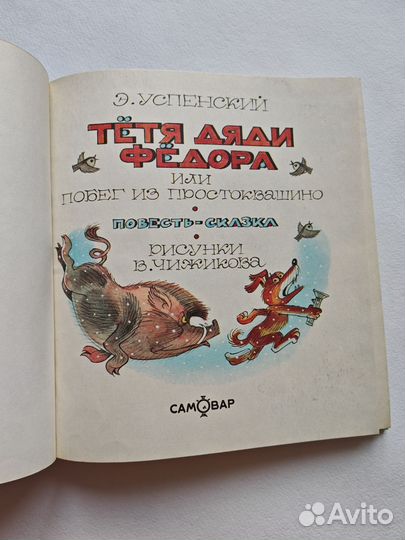 Э. УСПЕНСКИЙ
ТЁТЯ ДЯДИ
ФЁДОРА
ИЛИ
ПОБЕГ ИЗ ПРОСТОКВАШИНО
ПОВЕСТЬ-СКАЗКА
РИСУНКИ
В. ЧИЖИКОВА
САМОВАР
Avito